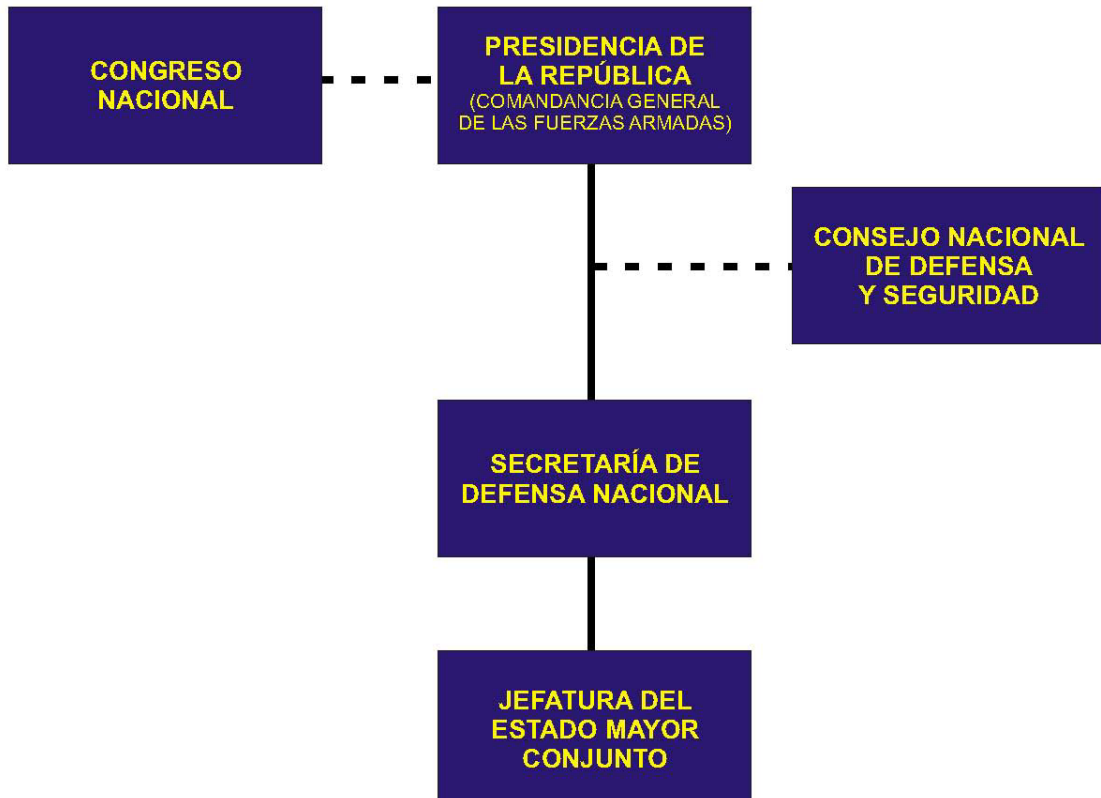 CONGRESO
NACIONAL
PRESIDENCIA DE
LA REPÚBLICA
(COMANDANCIA GENERAL
DE LAS FUERZAS ARMADAS)
CONSEJO NACIONAL
DE DEFENSA
Y SEGURIDAD
SECRETARÍA DE
DEFENSA NACIONAL
JEFATURA DEL
ESTADO MAYOR
CONJUNTO